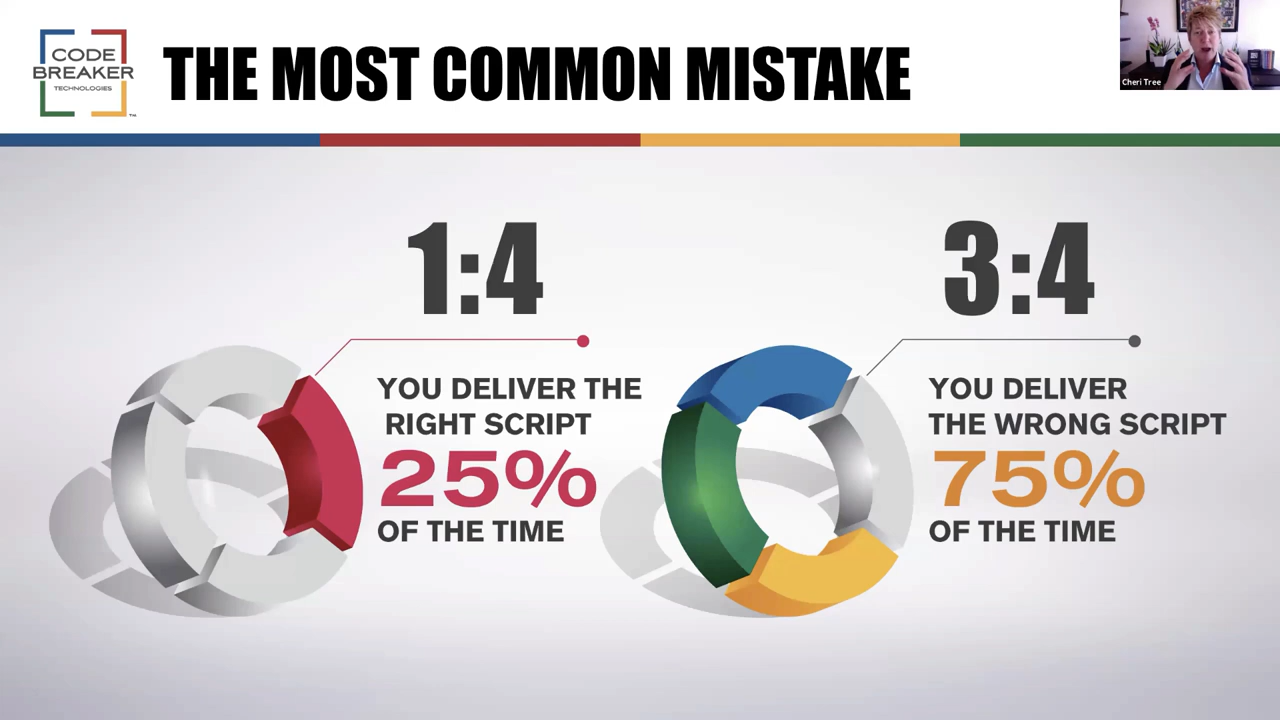 CODE
BREAKER
TECHNOLOGIES
TM
THE MOST COMMON MISTAKE
Cheri Tree
1:4
YOU DELIVER THE
RIGHT SCRIPT
25%
OF THE TIME
3:4
YOU DELIVER
THE WRONG SCRIPT
75%
OF THE TIME